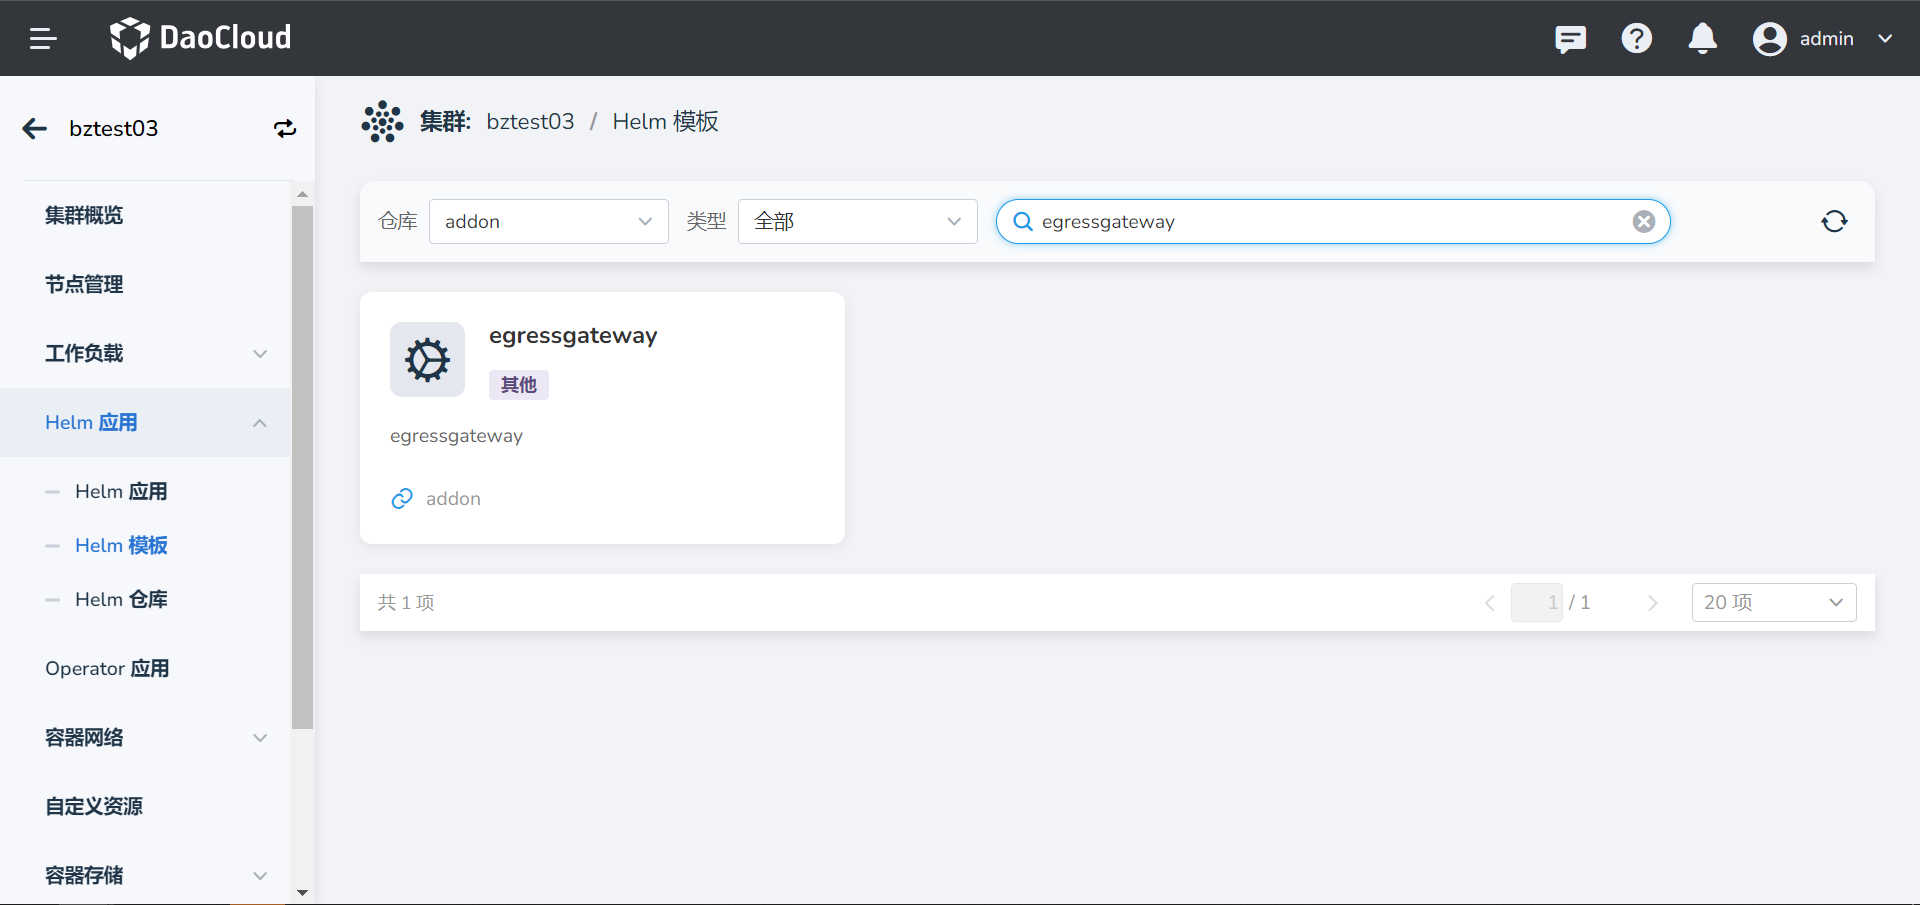 DaoCloud
admin
bztest03
集群概览
节点管理
工作负载
Helm 应用
Helm 应用
Helm 模板
Helm 仓库
Operator 应用
容器网络
自定义资源
容器存储
集群: bztest03 / Helm 模板
仓库 addon 类型 全部 egressgateway
egressgateway
其他
egressgateway
addon
共 1 项 1 / 1 20 项